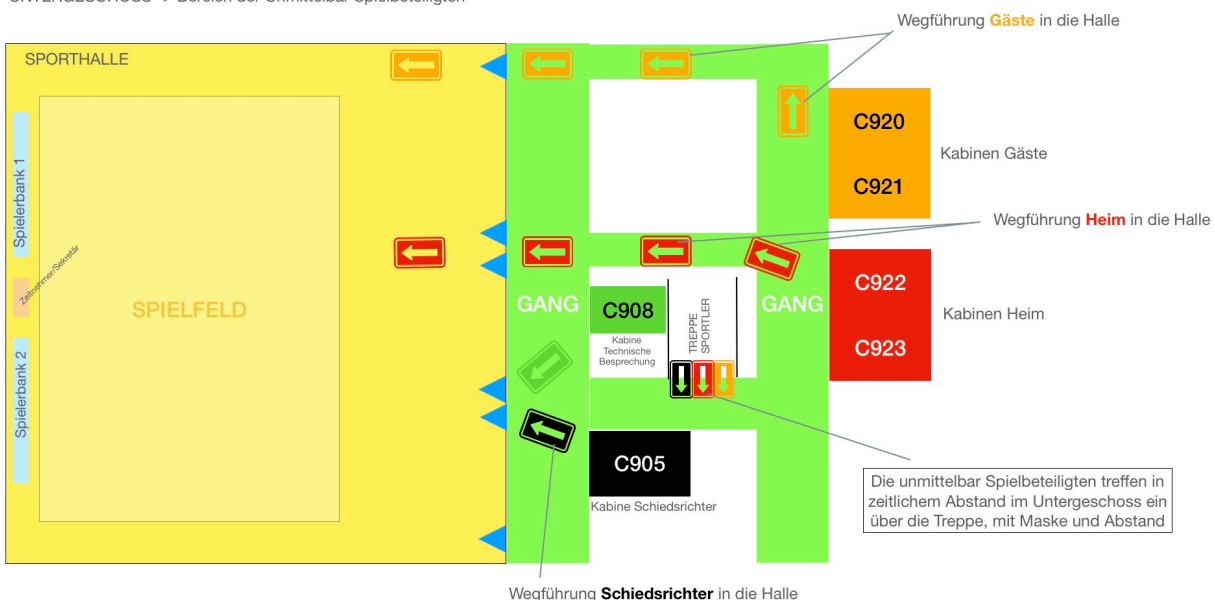 UNTERGESCHOSS -> Bereich der Unmittelbar Spielbeteiligten
Wegführung Gäste in die Halle
SPORTHALLE
C920
Kabinen Gäste
C921
Spielerbank 1
Wegführung Heim in die Halle
Zeitnehmer/Sekretär
SPIELFELD
GANG
C908
TREPPE
SPORTLER
GANG
C922
Kabinen Heim
C923
Kabine
Technische
Besprechung
Spielerbank 2
C905
Kabine Schiedsrichter
Die unmittelbar Spielbeteiligten treffen in
zeitlichem Abstand im Untergeschoss ein
über die Treppe, mit Maske und Abstand
Wegführung Schiedsrichter in die Halle